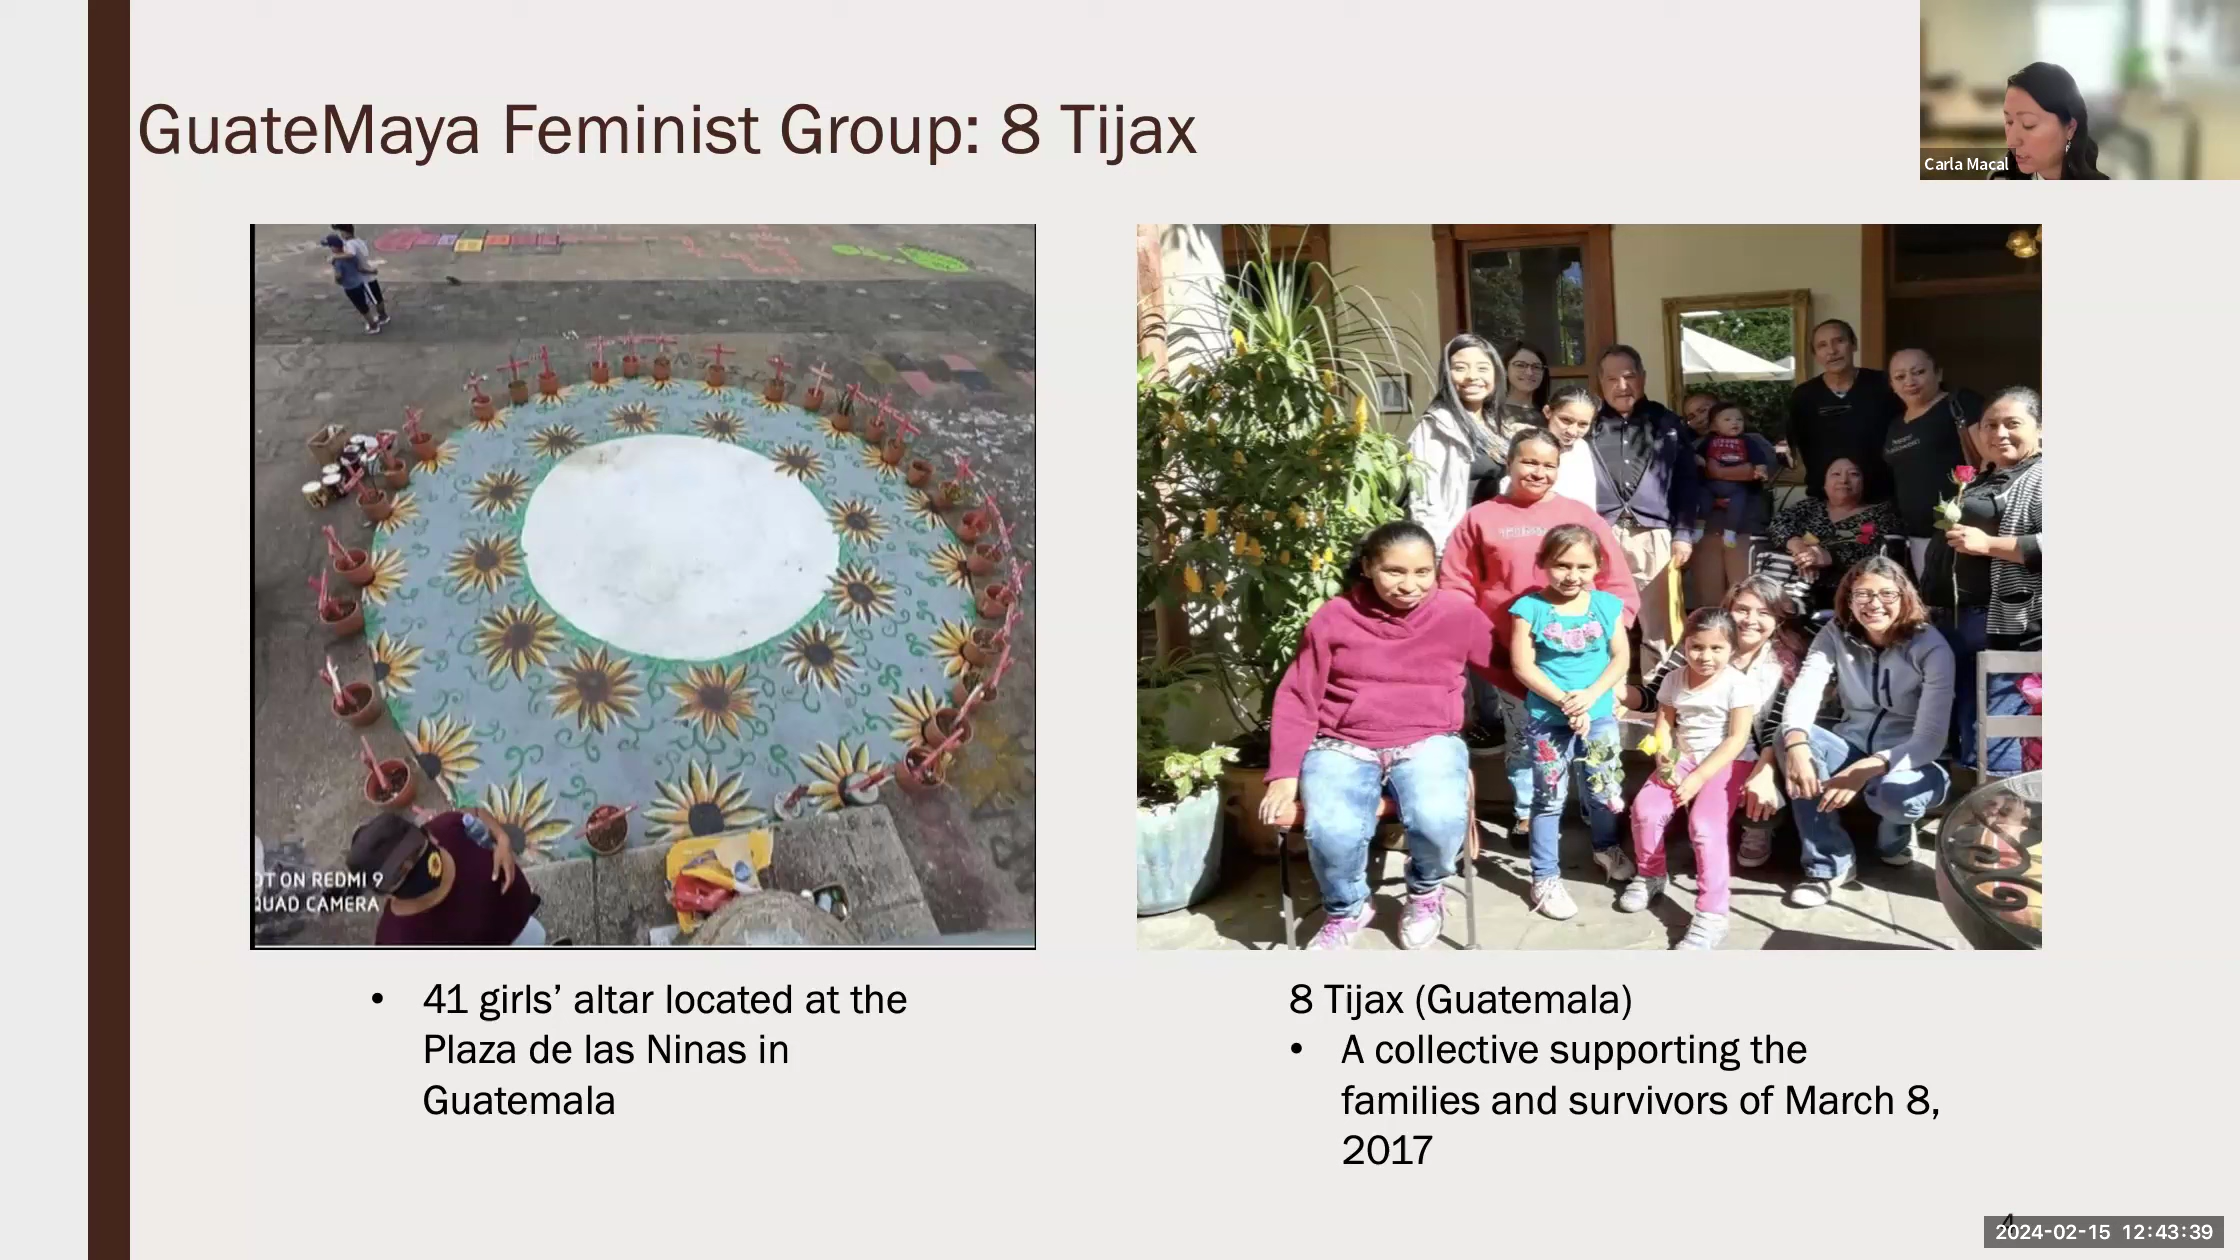 GuateMaya Feminist Group: 8 Tijax
Carla Macal
OT ON REDMI 9
QUAD CAMERA
• 41 girls’ altar located at the
Plaza de las Ninas in
Guatemala
8 Tijax (Guatemala)
• A collective supporting the
families and survivors of March 8,
2017
4
2024-02-15 12:43:39